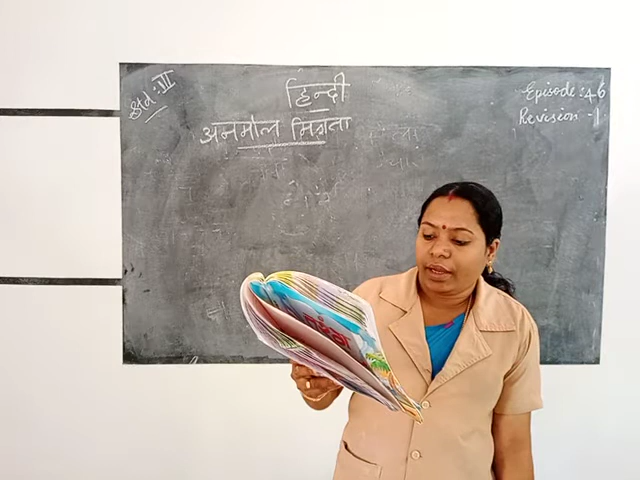 Std : VI
हिन्दी
Episode : 46
अनमोल मित्रता
Revision - 1